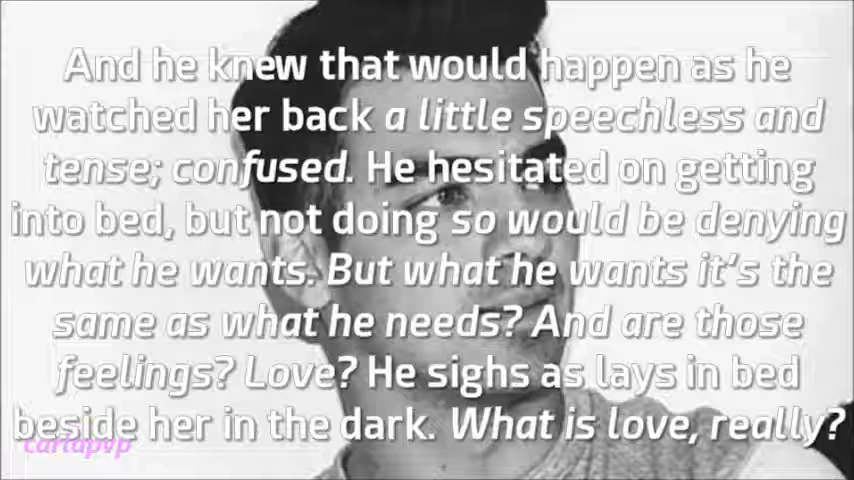 And he knew that would happen as he
watched her back a little speechless and
tense; confused. He hesitated on getting
into bed, but not doing so would be denying
what he wants. But what he wants it's the
same as what he needs? And are those
feelings? Love? He sighs as lays in bed
beside her in the dark. What is love, really?
carlapvp